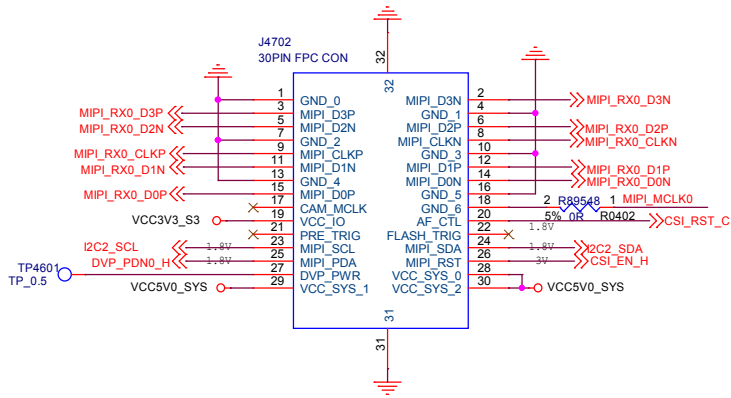 J4702
30PIN FPC CON
32
32
1 GND_0 MIPI_D3N 2 MIPI_RX0_D3N
MIPI_RX0_D3P 3 MIPI_D3P GND_1 4
MIPI_RX0_D2N 5 MIPI_D2N MIPI_D2P 6 MIPI_RX0_D2P
7 GND_2 MIPI_CLKN 8 MIPI_RX0_CLKN
MIPI_RX0_CLKP 9 MIPI_CLKP GND_3 10
MIPI_RX0_D1N 11 MIPI_D1N MIPI_D1P 12 MIPI_RX0_D1P
13 GND_4 MIPI_D0N 14 MIPI_RX0_D0N
MIPI_RX0_D0P 15 MIPI_D0P GND_5 16
17 CAM_MCLK GND_6 18 2 R89548 1 MIPI_MCLK0
VCC3V3_S3 19 VCC_IO AF_CTL 20 5% 0R R0402 CSI_RST_C
1.8V
21 PRE_TRIG FLASH_TRIG 22
I2C2_SCL 1.8V 23 MIPI_SCL MIPI_SDA 24 1.8V I2C2_SDA
DVP_PDN0_H 1.8V 25 MIPI_PDA MIPI_RST 26 3V CSI_EN_H
TP4601 27 DVP_PWR VCC_SYS_0 28
TP_0.5
VCC5V0_SYS 29 VCC_SYS_1 VCC_SYS_2 30 VCC5V0_SYS
31
31